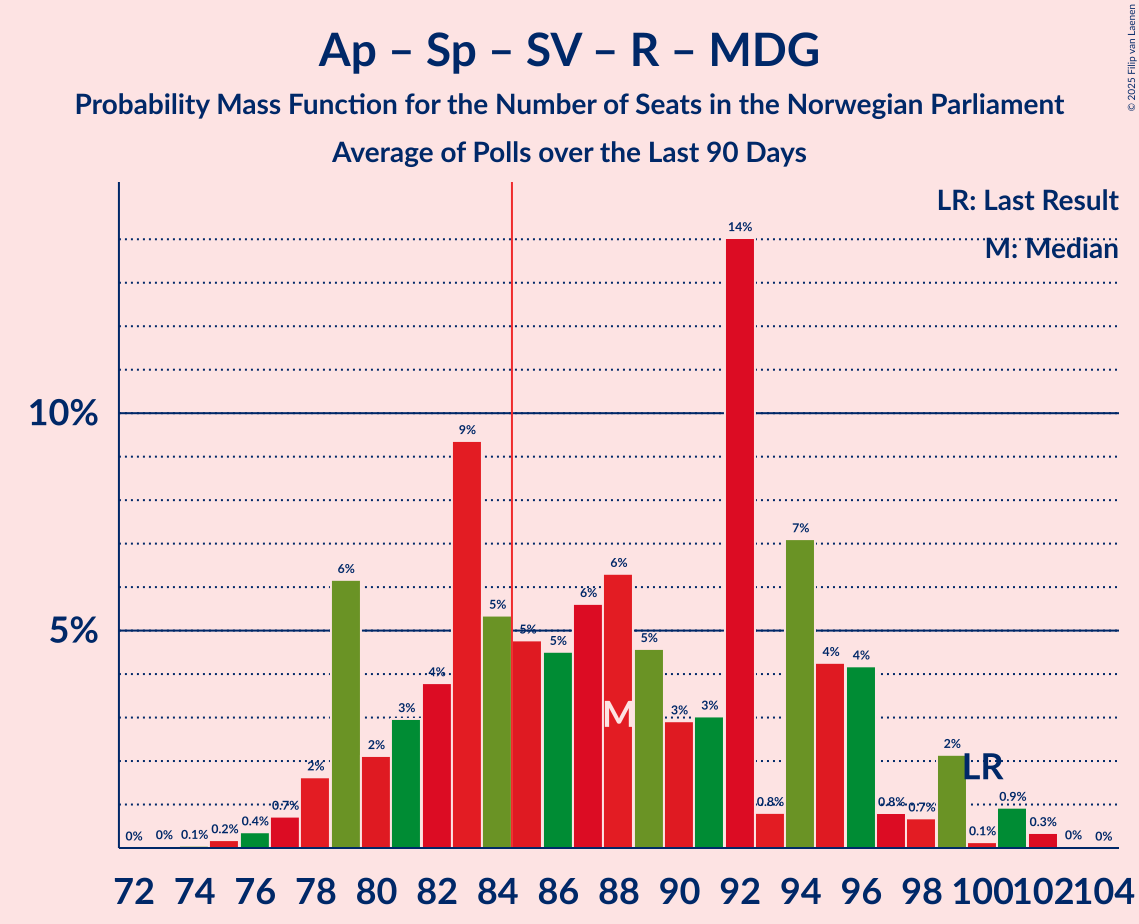 Ap – Sp – SV – R – MDG
Probability Mass Function for the Number of Seats in the Norwegian Parliament
Average of Polls over the Last 90 Days
© 2025 Filip van Laenen
LR: Last Result
M: Median
10%
5%
0% 0% 0.1% 0.2% 0.4% 0.7% 2% 6% 2% 3% 4% 9% 5% 5% 5% 6% 6% 5% 3% 3% 14% 0.8% 7% 4% 4% 0.8% 0.7% 2% 0.1% 0.9% 0.3% 0% 0%
M
LR
72 74 76 78 80 82 84 86 88 90 92 94 96 98 100 102 104